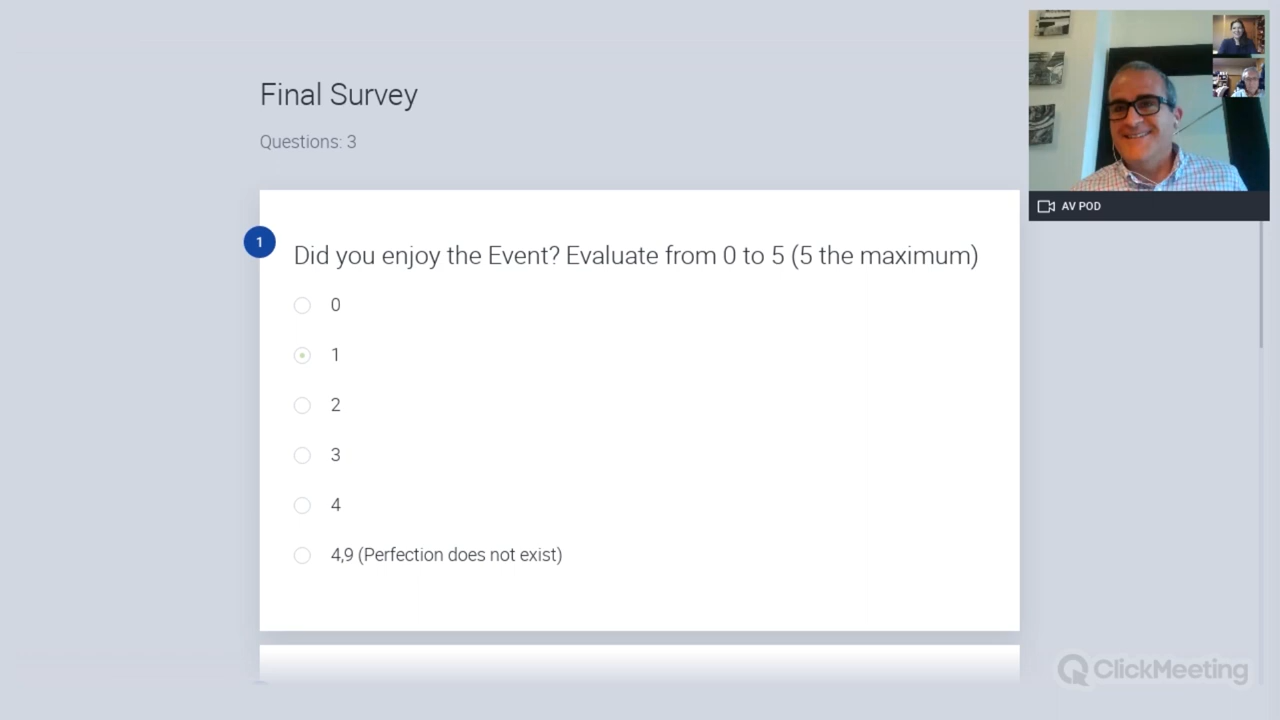 Final Survey
Questions: 3
AV POD
1
Did you enjoy the Event? Evaluate from 0 to 5 (5 the maximum)
0
1
2
3
4
4,9 (Perfection does not exist)
ClickMeeting